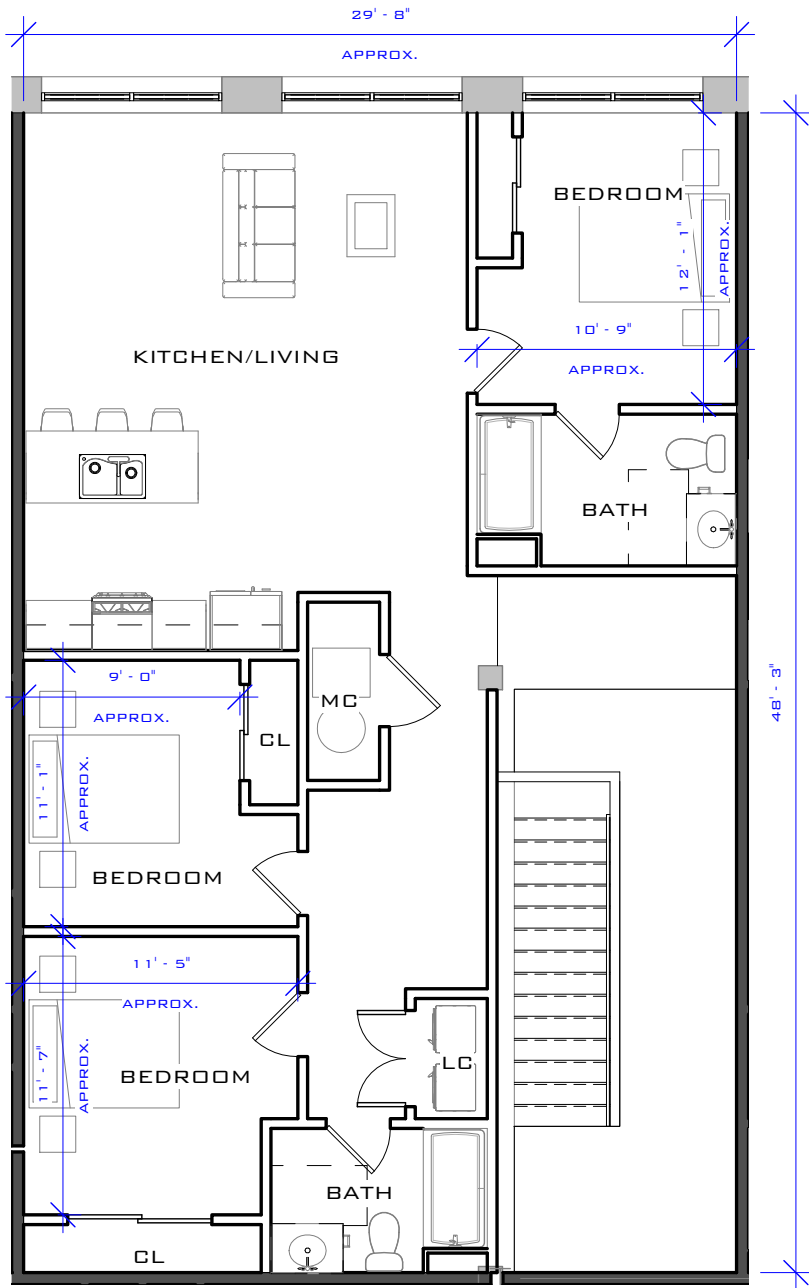 29' - 8"
APPROX.
BEDROOM
12' - 1"
APPROX.
10' - 9"
APPROX.
KITCHEN/LIVING
BATH
48' - 3"
9' - 0"
APPROX.
MC
CL
11' - 1"
APPROX.
BEDROOM
11' - 5"
APPROX.
11' - 7"
APPROX.
BEDROOM
LC
BATH
CL